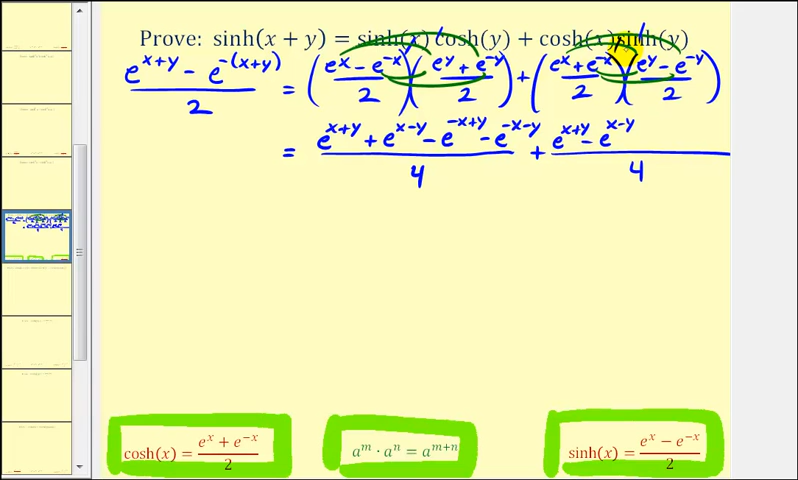 Prove: sinh(x + y) = sinh(x) cosh(y) + cosh(x) sinh(y)
(e^{x+y} − e^{−(x+y)})/2 = ((e^x − e^{−x})/2)((e^y + e^{−y})/2) + ((e^x + e^{−x})/2)((e^y − e^{−y})/2)
= (e^{x+y} + e^{x−y} − e^{−x+y} − e^{−x−y})/4 + (e^{x+y} − e^{x−y})/4
cosh(x) = (e^x + e^{−x})/2
a^m · a^n = a^{m+n}
sinh(x) = (e^x − e^{−x})/2